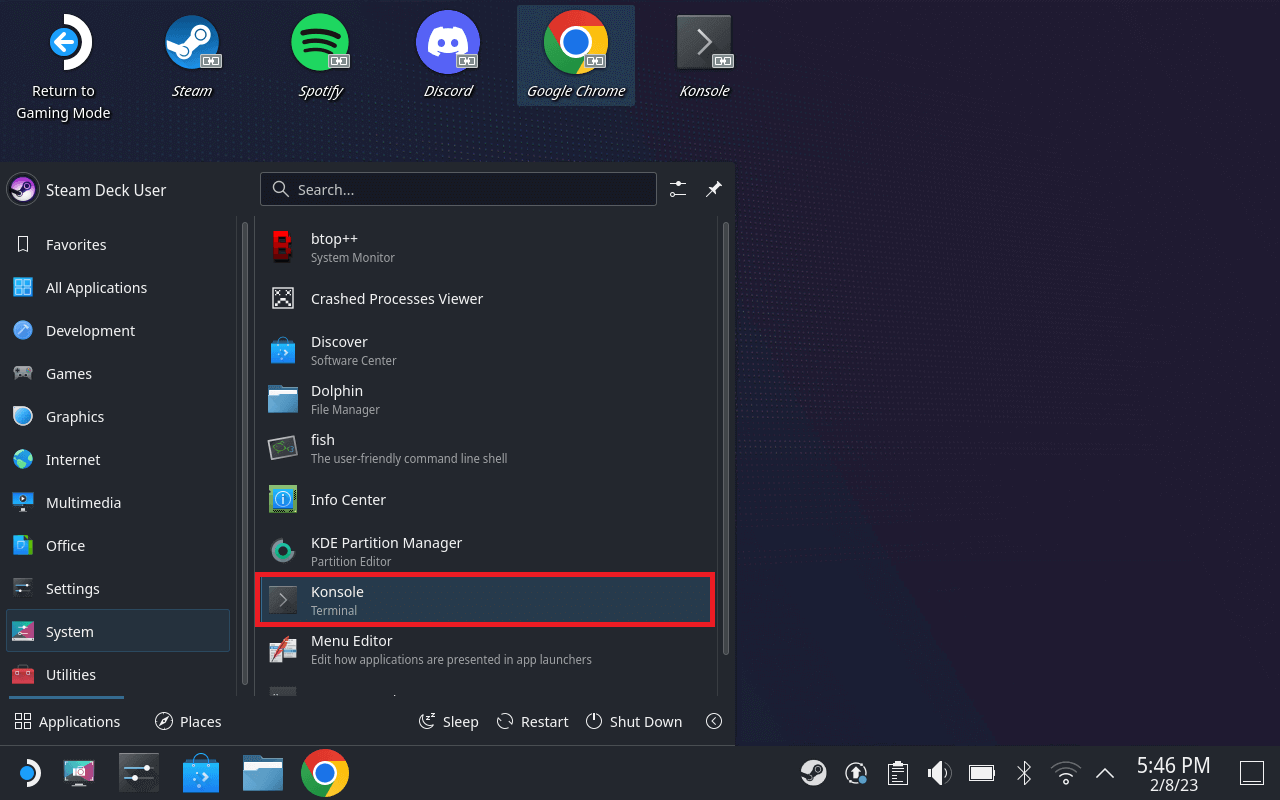 Return to
Gaming Mode
Steam
Spotify
Discord
Google Chrome
Konsole
Steam Deck User
Search...
Favorites
All Applications
Development
Games
Graphics
Internet
Multimedia
Office
Settings
System
Utilities
btop++
System Monitor
Crashed Processes Viewer
Discover
Software Center
Dolphin
File Manager
fish
The user-friendly command line shell
Info Center
KDE Partition Manager
Partition Editor
Konsole
Terminal
Menu Editor
Edit how applications are presented in app launchers
Applications
Places
Sleep
Restart
Shut Down
5:46 PM
2/8/23